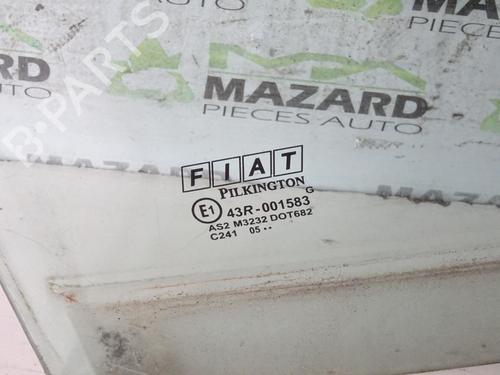 MAZARD
PIECES AUTO
MAZARD
PIECES AUTO
B-PARTS
FIAT
PILKINGTON
E1 43R-001583 G
AS2 M3232 DOT682
C241 05 ••